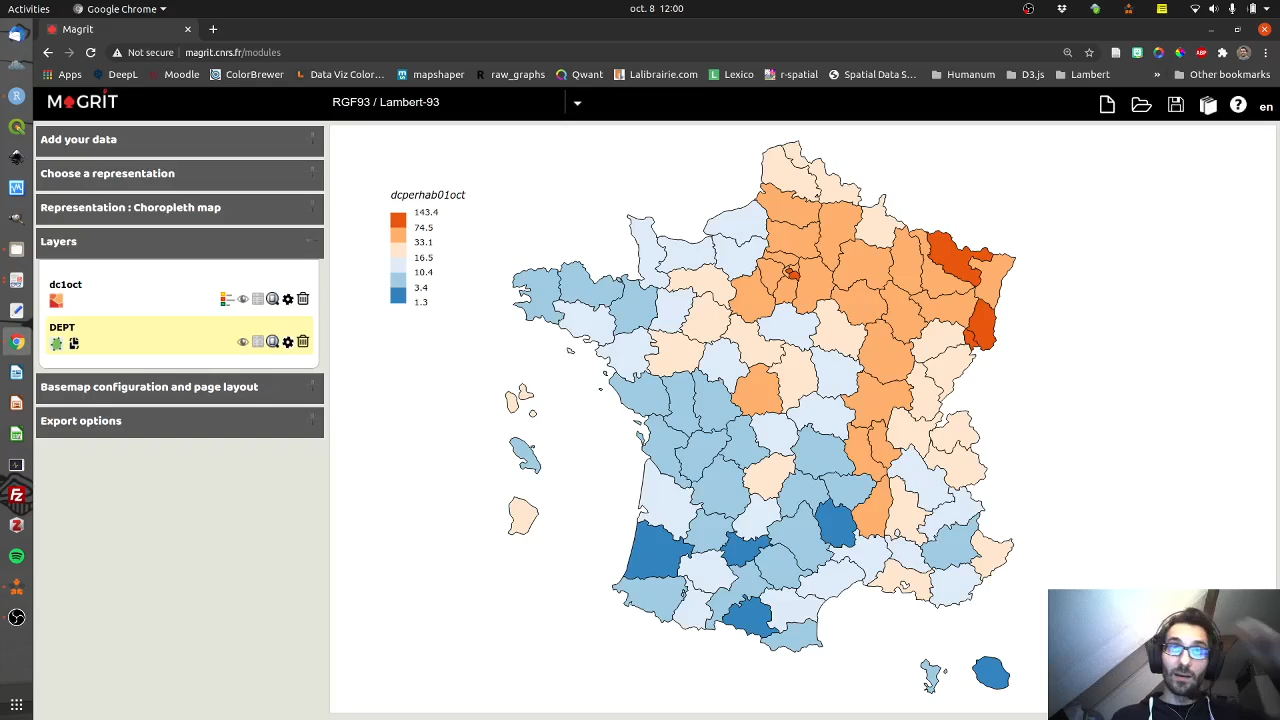 Activities
Google Chrome
oct. 8 12:00
Magrit
Not secure
magrit.cnrs.fr/modules
Apps
DeepL
Moodle
ColorBrewer
Data Viz Color...
mapshaper
raw_graphs
Qwant
Lalibrairie.com
Lexico
r-spatial
Spatial Data S...
Humanum
D3.js
Lambert
»
Other bookmarks
MAGRIT
RGF93 / Lambert-93
en
Add your data
Choose a representation
Representation : Choropleth map
Layers
dc1oct
DEPT
Basemap configuration and page layout
Export options
dcperhab01oct
143.4
74.5
33.1
16.5
10.4
3.4
1.3